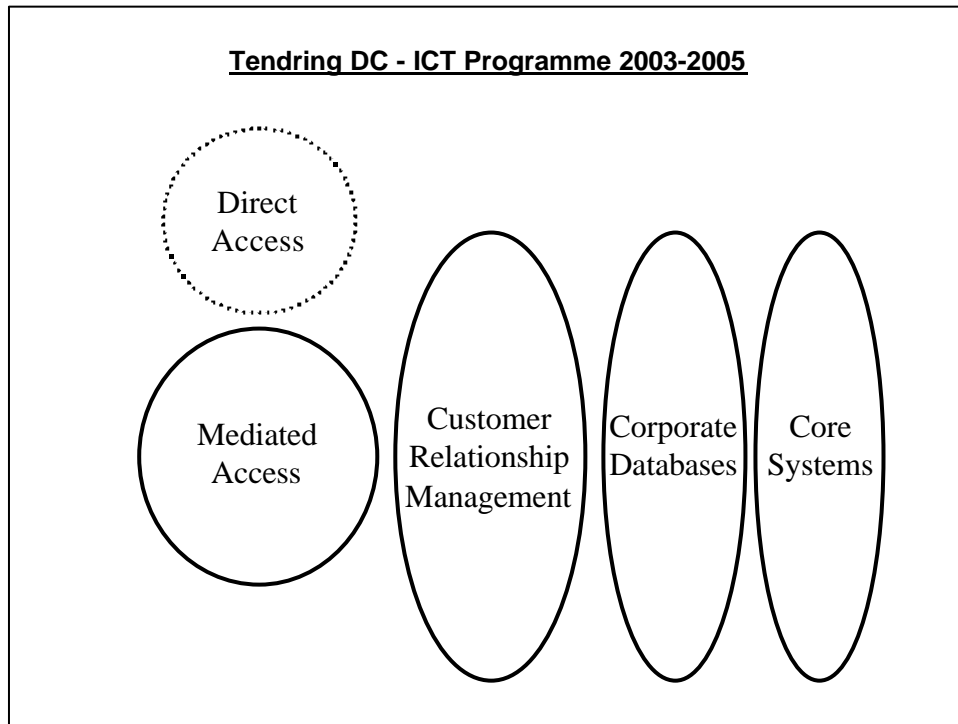 Tendring DC - ICT Programme 2003-2005
Direct
Access
Mediated
Access
Customer
Relationship
Management
Corporate
Databases
Core
Systems